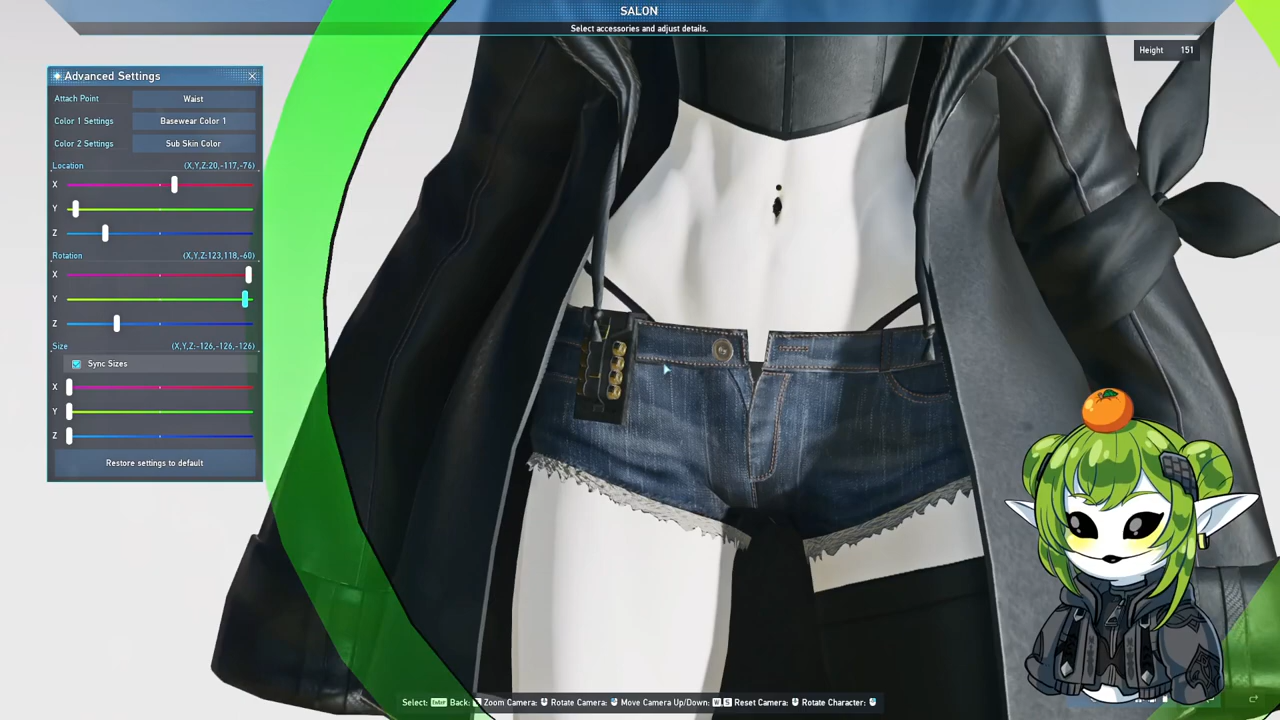 SALON
Select accessories and adjust details.
Height 151
Advanced Settings
Attach Point Waist
Color 1 Settings Basewear Color 1
Color 2 Settings Sub Skin Color
Location (X,Y,Z:20,-117,-76)
X
Y
Z
Rotation (X,Y,Z:123,118,-60)
X
Y
Z
Size (X,Y,Z:-126,-126,-126)
Sync Sizes
X
Y
Z
Restore settings to default
Select: Enter Back: Zoom Camera: Rotate Camera: Move Camera Up/Down: W, S Reset Camera: Rotate Character: